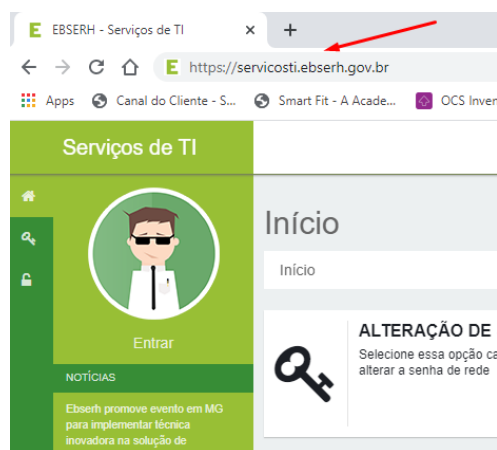 E EBSERH - Serviços de TI
E https://servicosti.ebserh.gov.br
Apps Canal do Cliente - S... Smart Fit - A Acade... OCS Inver
Serviços de TI
Início
Início
Entrar
ALTERAÇÃO DE
Selecione essa opção ca
alterar a senha de rede
NOTÍCIAS
Ebserh promove evento em MG
para implementar técnica
inovadora na solução de